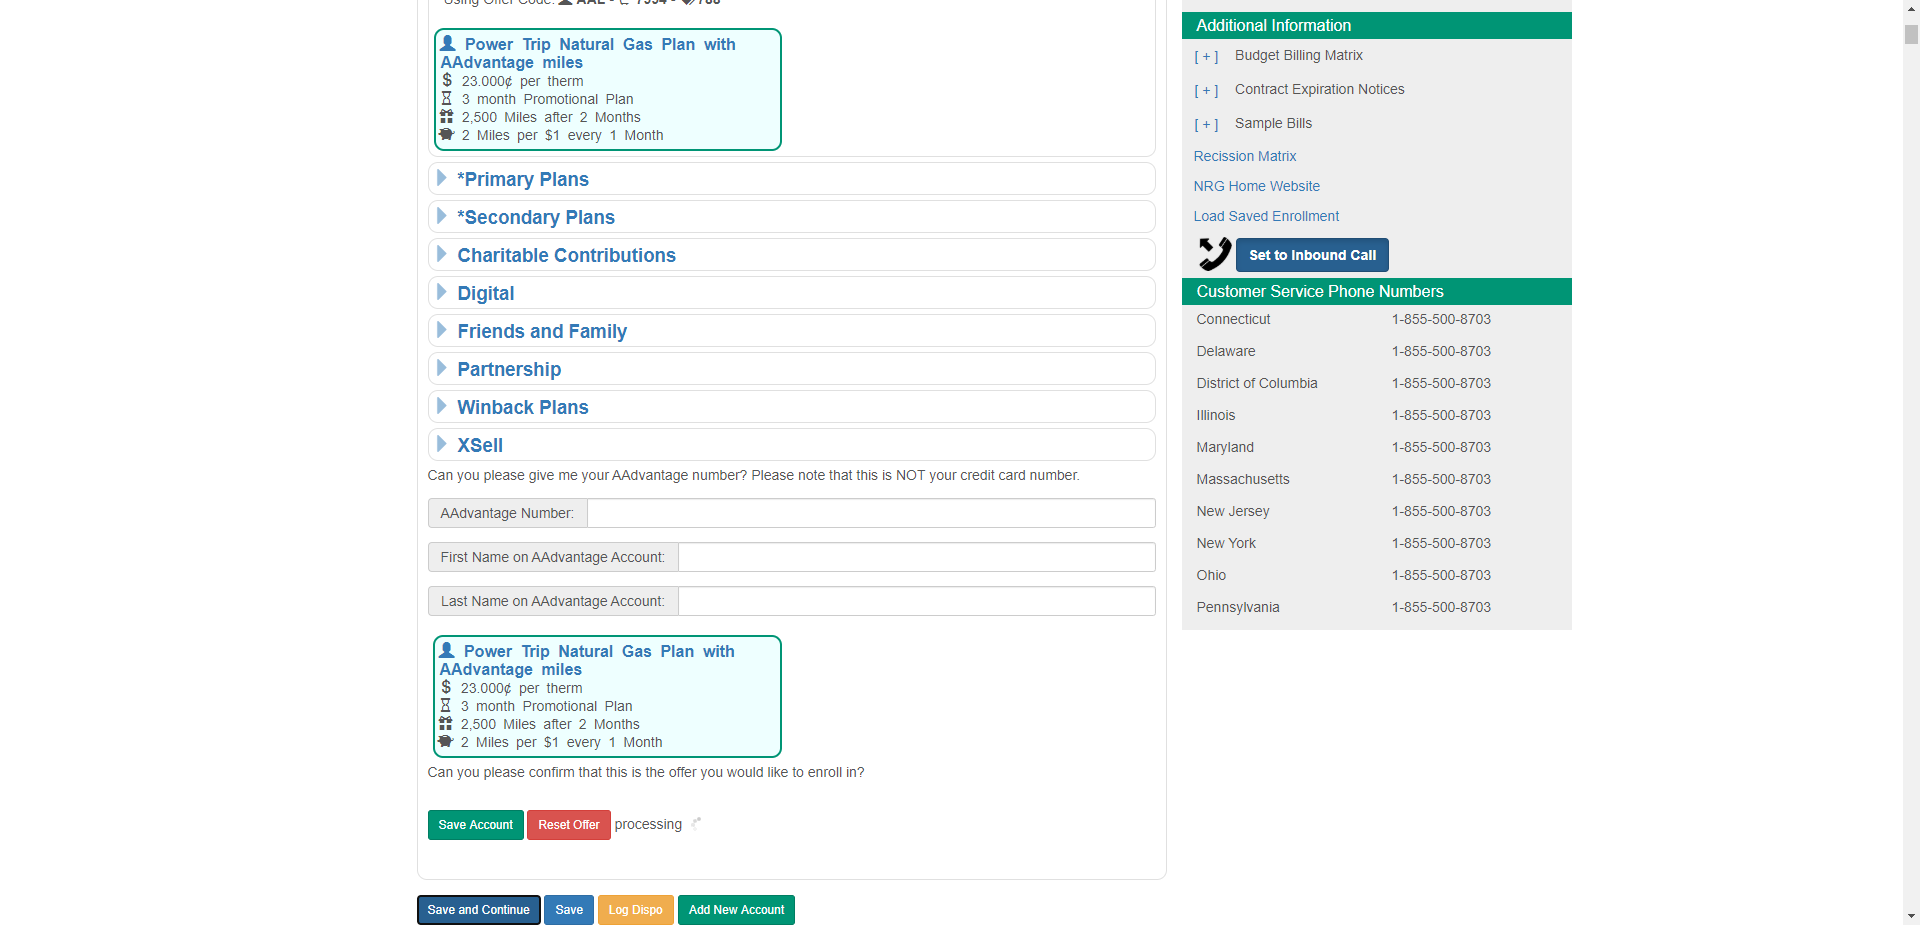 Using Offer Code: AAL - 7994 - 788
Power Trip Natural Gas Plan with
AAdvantage miles
$ 23.000¢ per therm
3 month Promotional Plan
2,500 Miles after 2 Months
2 Miles per $1 every 1 Month
*Primary Plans
*Secondary Plans
Charitable Contributions
Digital
Friends and Family
Partnership
Winback Plans
XSell
Can you please give me your AAdvantage number? Please note that this is NOT your credit card number.
AAdvantage Number:
First Name on AAdvantage Account:
Last Name on AAdvantage Account:
Power Trip Natural Gas Plan with
AAdvantage miles
$ 23.000¢ per therm
3 month Promotional Plan
2,500 Miles after 2 Months
2 Miles per $1 every 1 Month
Can you please confirm that this is the offer you would like to enroll in?
Save Account Reset Offer processing
Save and Continue Save Log Dispo Add New Account
Additional Information
[ + ] Budget Billing Matrix
[ + ] Contract Expiration Notices
[ + ] Sample Bills
Recission Matrix
NRG Home Website
Load Saved Enrollment
Set to Inbound Call
Customer Service Phone Numbers
Connecticut 1-855-500-8703
Delaware 1-855-500-8703
District of Columbia 1-855-500-8703
Illinois 1-855-500-8703
Maryland 1-855-500-8703
Massachusetts 1-855-500-8703
New Jersey 1-855-500-8703
New York 1-855-500-8703
Ohio 1-855-500-8703
Pennsylvania 1-855-500-8703